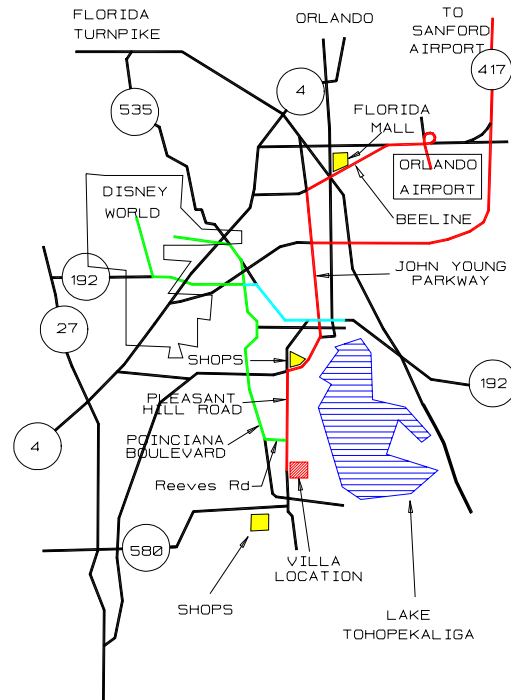 FLORIDA
TURNPIKE
ORLANDO
TO
SANFORD
AIRPORT
417
4
535
FLORIDA
MALL
ORLANDO
AIRPORT
DISNEY
WORLD
BEELINE
192
JOHN YOUNG
PARKWAY
27
SHOPS
192
PLEASANT
HILL ROAD
4
POINCIANA
BOULEVARD
Reeves Rd
580
VILLA
LOCATION
SHOPS
LAKE
TOHOPEKALIGA